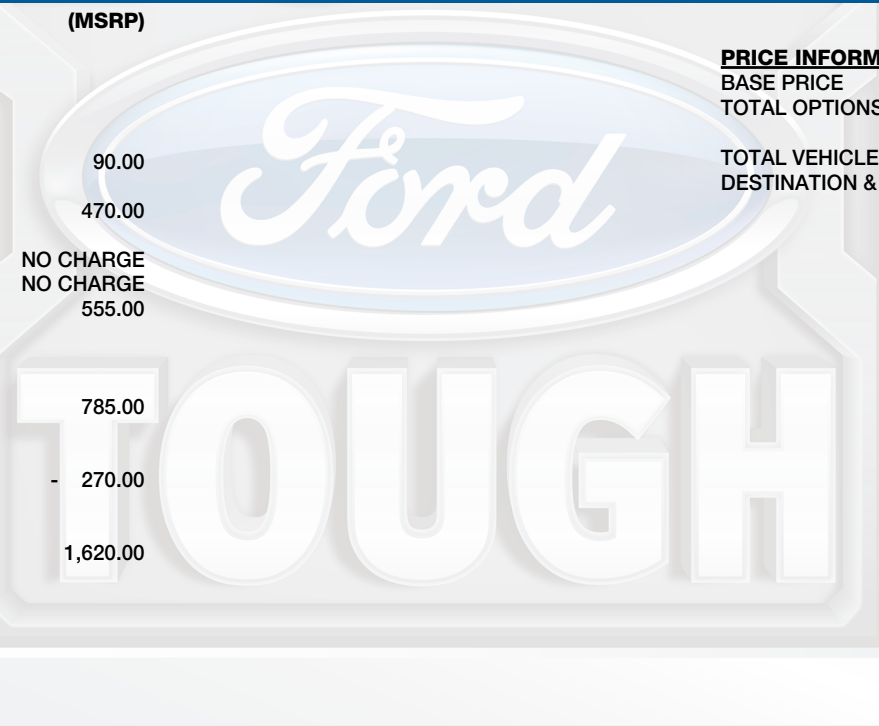 (MSRP)
90.00
470.00
NO CHARGE
NO CHARGE
555.00
785.00
- 270.00
1,620.00
PRICE INFORM
BASE PRICE
TOTAL OPTIONS
TOTAL VEHICLE
DESTINATION &
Ford
TOUGH